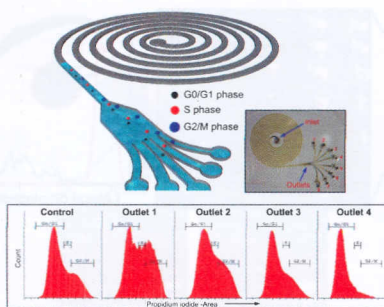 G0/G1 phase
S phase
G2/M phase
Inlet
Outlets
Control
Outlet 1
Outlet 2
Outlet 3
Outlet 4
Count
Propidium iodide -Area